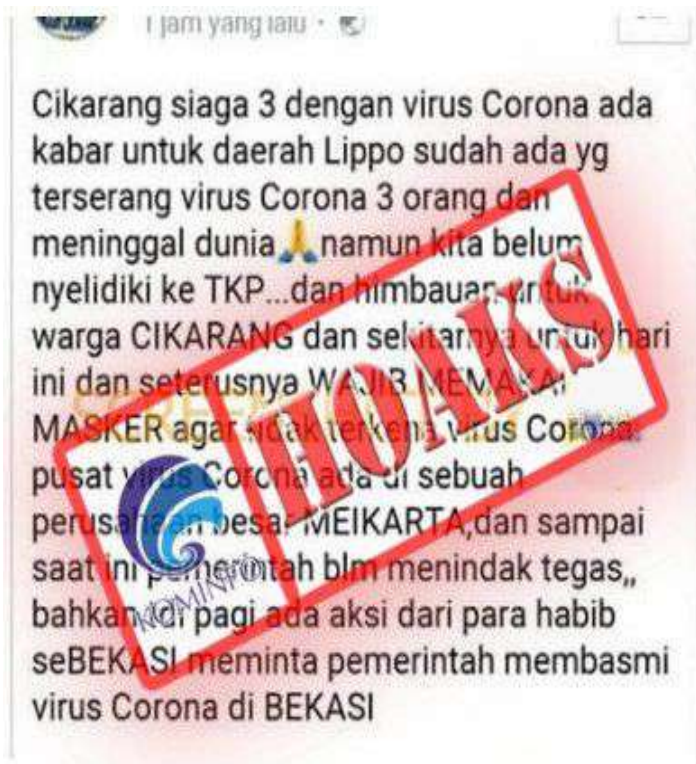 1 jam yang lalu
Cikarang siaga 3 dengan virus Corona ada
kabar untuk daerah Lippo sudah ada yg
terserang virus Corona 3 orang dan
meninggal dunia🙏namun kita belum
nyelidiki ke TKP...dan himbauan untuk
warga CIKARANG dan sekitarnya untuk hari
ini dan seterusnya WAJIB MEMAKAI
MASKER agar tidak terkena virus Corona.
pusat virus Corona ada di sebuah
perusahaan besar MEIKARTA,dan sampai
saat ini pemerintah blm menindak tegas,,
bahkan tdi pagi ada aksi dari para habib
seBEKASI meminta pemerintah membasmi
virus Corona di BEKASI
HOAKS
KOMINFO